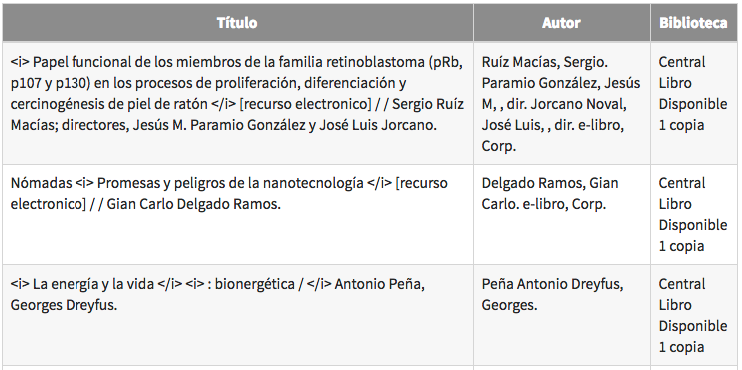 Título
Autor
Biblioteca
<i> Papel funcional de los miembros de la familia retinoblastoma (pRb,
p107 y p130) en los procesos de proliferación, diferenciación y
cercinogénesis de piel de ratón </i> [recurso electronico] / / Sergio Ruíz
Macías; directores, Jesús M. Paramio González y José Luis Jorcano.
Ruíz Macías, Sergio.
Paramio González, Jesús
M, , dir. Jorcano Noval,
José Luis, , dir. e-libro,
Corp.
Central
Libro
Disponible
1 copia
Nómadas <i> Promesas y peligros de la nanotecnología </i> [recurso
electronico] / / Gian Carlo Delgado Ramos.
Delgado Ramos, Gian
Carlo. e-libro, Corp.
Central
Libro
Disponible
1 copia
<i> La energía y la vida </i> <i> : bionergética / </i> Antonio Peña,
Georges Dreyfus.
Peña Antonio Dreyfus,
Georges.
Central
Libro
Disponible
1 copia